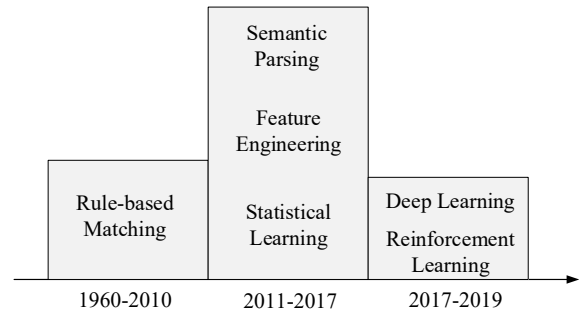 Semantic
Parsing
Feature
Engineering
Statistical
Learning
Rule-based
Matching
Deep Learning
Reinforcement
Learning
1960-2010
2011-2017
2017-2019